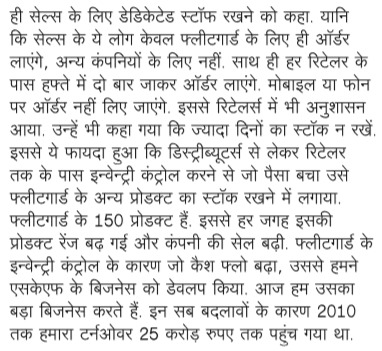 ही सेल्स के लिए डेडिकेटेड स्टॉफ रखने को कहा. यानि
कि सेल्स के ये लोग केवल फ्लीटगार्ड के लिए ही ऑर्डर
लाएंगे, अन्य कंपनियों के लिए नहीं. साथ ही हर रिटेलर के
पास हफ्ते में दो बार जाकर ऑर्डर लाएंगे. मोबाइल या फोन
पर ऑर्डर नहीं लिए जाएंगे. इससे रिटेलर्स में भी अनुशासन
आया. उन्हें भी कहा गया कि ज्यादा दिनों का स्टॉक न रखें.
इससे ये फायदा हुआ कि डिस्ट्रीब्यूटर्स से लेकर रिटेलर
तक के पास इन्वेन्ट्री कंट्रोल करने से जो पैसा बचा उसे
फ्लीटगार्ड के अन्य प्रोडक्ट का स्टॉक रखने में लगाया.
फ्लीटगार्ड के 150 प्रोडक्ट हैं. इससे हर जगह इसकी
प्रोडक्ट रेंज बढ़ गई और कंपनी की सेल बढ़ी. फ्लीटगार्ड के
इन्वेन्ट्री कंट्रोल के कारण जो कैश फ्लो बढ़ा, उससे हमने
एसकेएफ के बिजनेस को डेवलप किया. आज हम उसका
बड़ा बिजनेस करते हैं. इन सब बदलावों के कारण 2010
तक हमारा टर्नओवर 25 करोड़ रुपए तक पहुंच गया था.